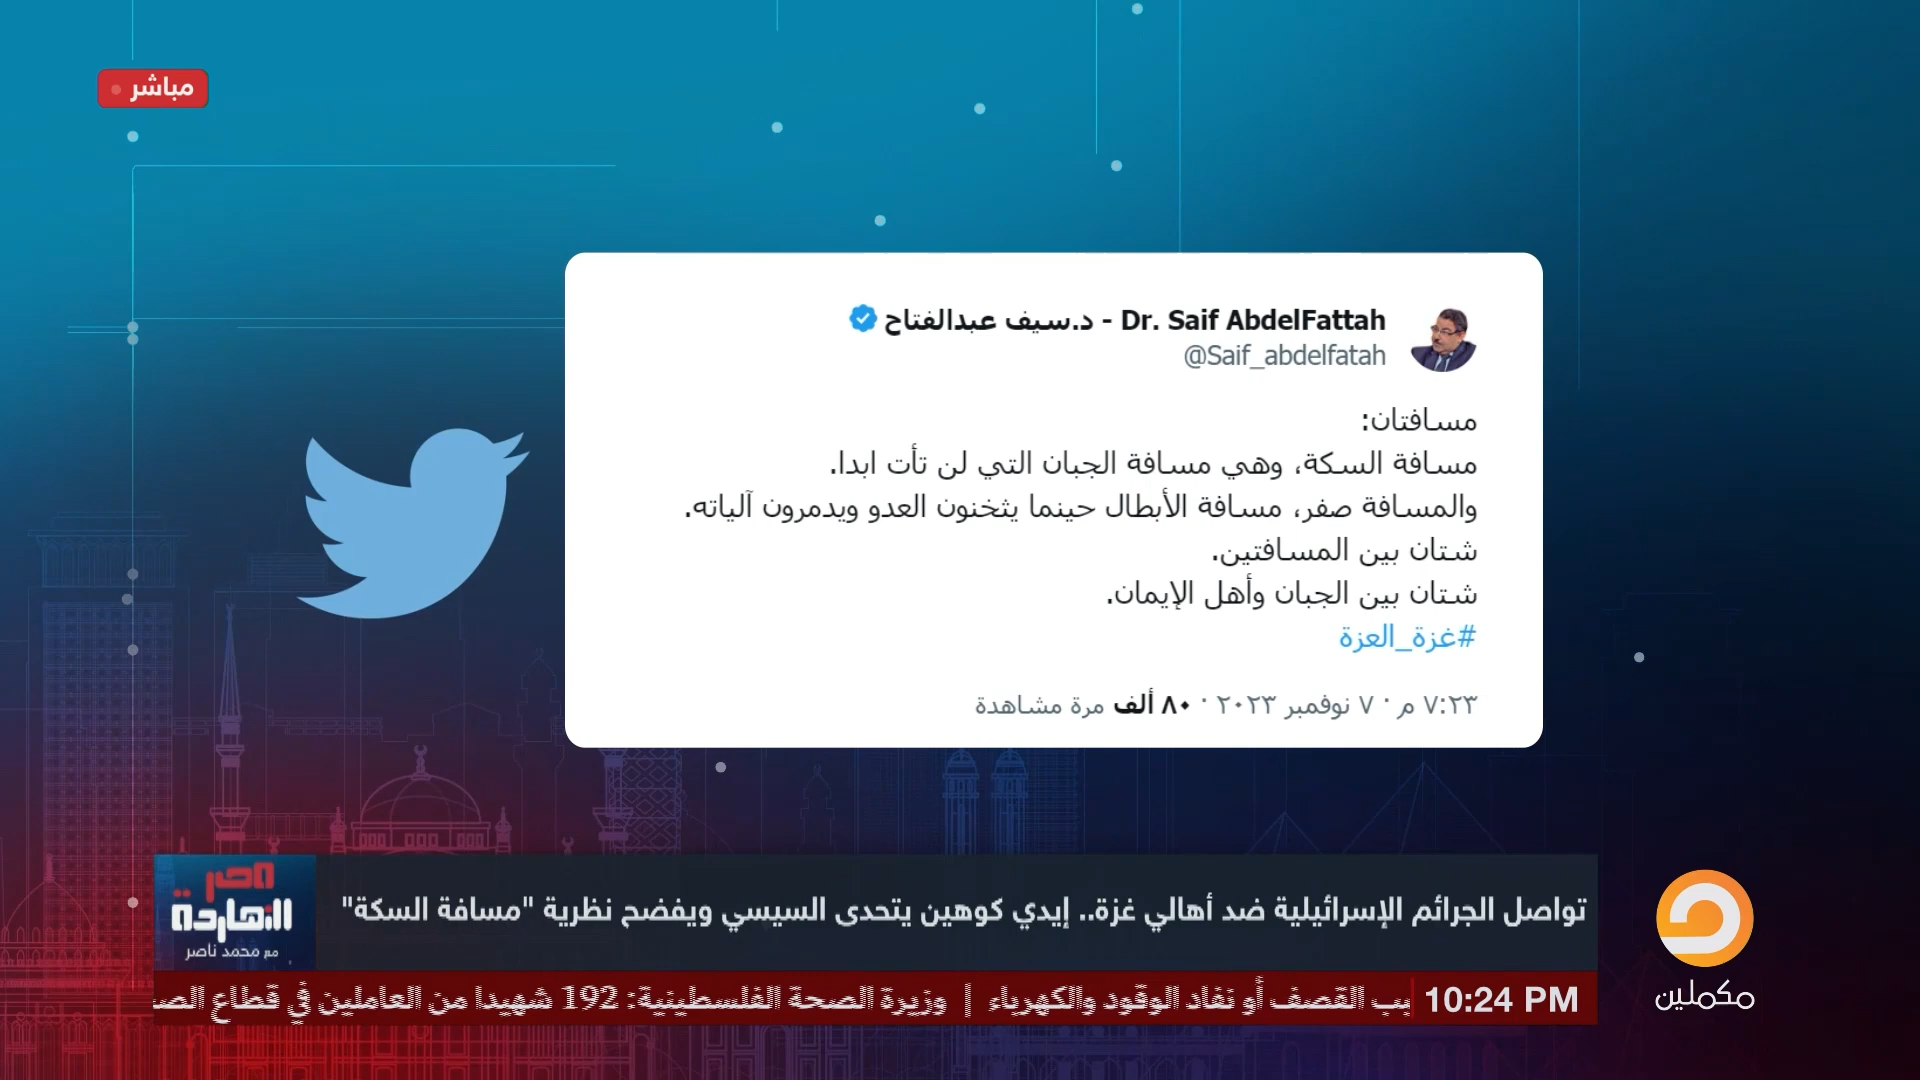 مباشر
Dr. Saif AbdelFattah - د.سيف عبدالفتاح
@Saif_abdelfatah
مسافتان:
مسافة السكة، وهي مسافة الجبان التي لن تأت ابدا.
والمسافة صفر، مسافة الأبطال حينما يثخنون العدو ويدمرون آلياته.
شتان بين المسافتين.
شتان بين الجبان وأهل الإيمان.
#غزة_العزة
٧:٢٣ م · ٧ نوفمبر ٢٠٢٣ · ٨٠ ألف مرة مشاهدة
تواصل الجرائم الإسرائيلية ضد أهالي غزة.. إيدي كوهين يتحدى السيسي ويفضح نظرية "مسافة السكة"
مصر
النهاردة
مع محمد ناصر
10:24 PM
القصف أو نفاد الوقود والكهرباء | وزيرة الصحة الفلسطينية: 192 شهيدا من العاملين في قطاع
مكملين